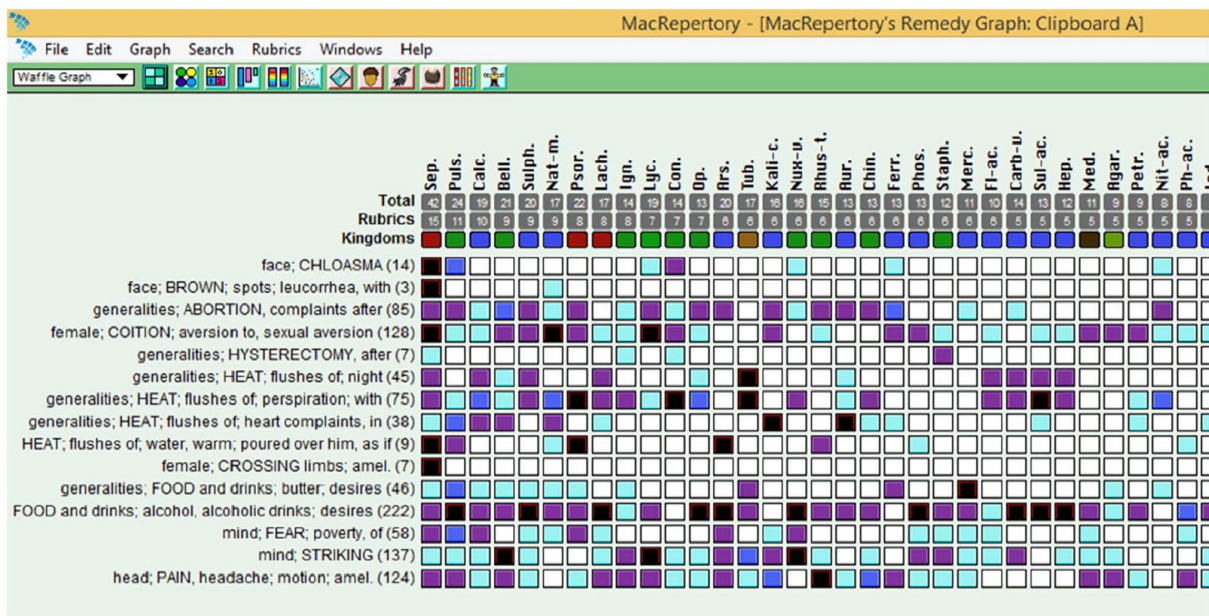 MacRepertory - [MacRepertory's Remedy Graph: Clipboard A]
File Edit Graph Search Rubrics Windows Help
Waffle Graph
Sep. Puls. Calc. Bell. Sulph. Nat-m. Psor. Lach. Ign. Lyc. Con. Op. Ars. Tub. Kali-c. Nux-v. Rhus-t. Aur. Chin. Ferr. Phos. Staph. Merc. Fl-ac. Carb-v. Sul-ac. Hep. Med. Agar. Petr. Nit-ac. Ph-ac.
Total 42 24 19 21 20 17 22 17 14 19 14 13 20 17 16 16 15 13 13 13 13 12 11 10 14 13 12 11 9 9 8 8
Rubrics 15 11 10 9 9 9 8 8 8 7 7 7 6 6 6 6 6 6 6 6 6 6 6 6 5 5 5 5 5 5 5 5
Kingdoms
face; CHLOASMA (14)
face; BROWN; spots; leucorrhea, with (3)
generalities; ABORTION, complaints after (85)
female; COITION; aversion to, sexual aversion (128)
generalities; HYSTERECTOMY, after (7)
generalities; HEAT; flushes of; night (45)
generalities; HEAT; flushes of; perspiration; with (75)
generalities; HEAT; flushes of; heart complaints, in (38)
HEAT; flushes of; water, warm; poured over him, as if (9)
female; CROSSING limbs; amel. (7)
generalities; FOOD and drinks; butter; desires (46)
FOOD and drinks; alcohol, alcoholic drinks; desires (222)
mind; FEAR; poverty, of (58)
mind; STRIKING (137)
head; PAIN, headache; motion; amel. (124)